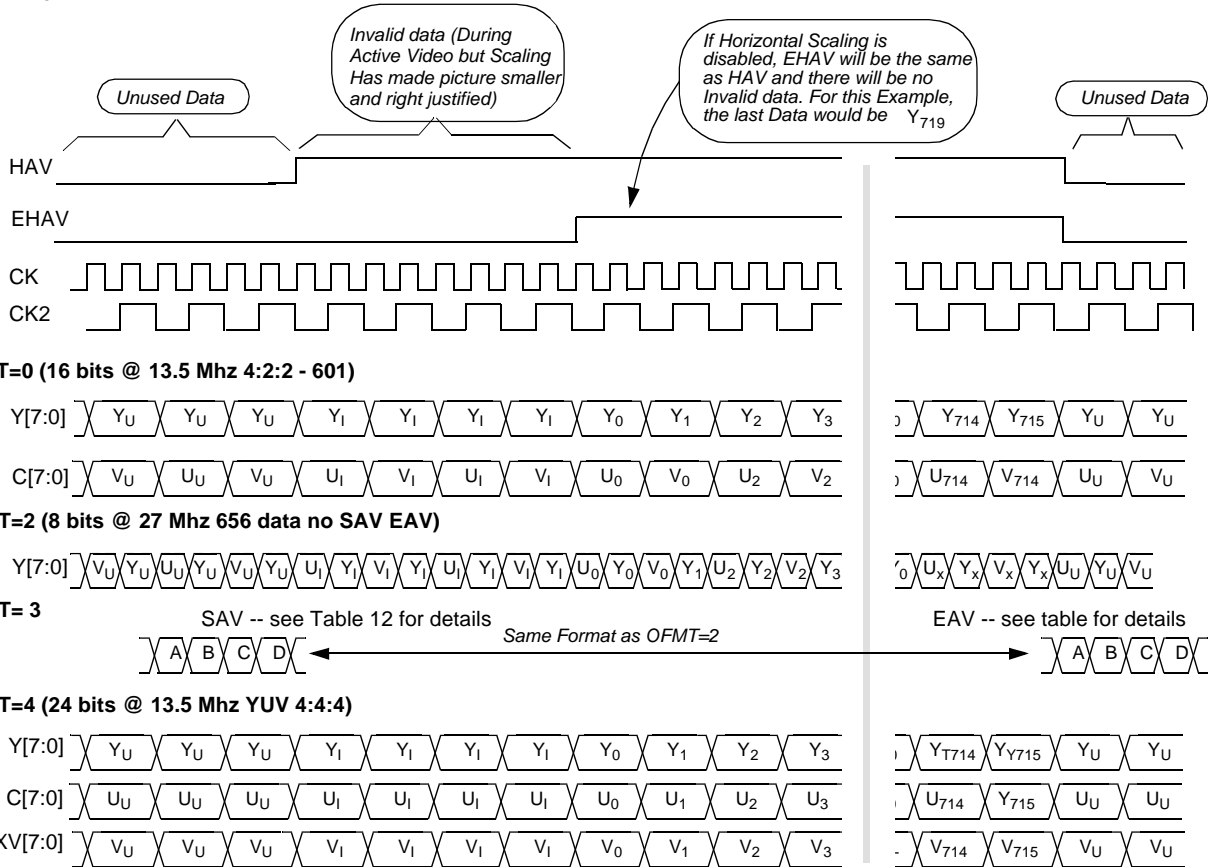 Invalid data (During
Active Video but Scaling
Has made picture smaller
and right justified)
If Horizontal Scaling is
disabled, EHAV will be the same
as HAV and there will be no
Invalid data. For this Example,
the last Data would be Y719
Unused Data
Unused Data
HAV
EHAV
CK
CK2
T=0 (16 bits @ 13.5 Mhz 4:2:2 - 601)
Y[7:0] YU YU YU YI YI YI YI Y0 Y1 Y2 Y3 Y714 Y715 YU YU
C[7:0] VU UU VU UI VI UI VI U0 V0 U2 V2 U714 V714 UU VU
T=2 (8 bits @ 27 Mhz 656 data no SAV EAV)
Y[7:0] VU YU UU YU VU YU UI YI VI YI UI YI VI YI U0 Y0 V0 Y1 U2 Y2 V2 Y3 Y0 Ux Yx Vx Yx UU YU VU
T= 3
SAV -- see Table 12 for details
Same Format as OFMT=2
EAV -- see table for details
A B C D
A B C D
T=4 (24 bits @ 13.5 Mhz YUV 4:4:4)
Y[7:0] YU YU YU YI YI YI YI Y0 Y1 Y2 Y3 YT714 YY715 YU YU
C[7:0] UU UU UU UI UI UI UI U0 U1 U2 U3 U714 Y715 UU UU
XV[7:0] VU VU VU VI VI VI VI V0 V1 V2 V3 V714 V715 VU VU